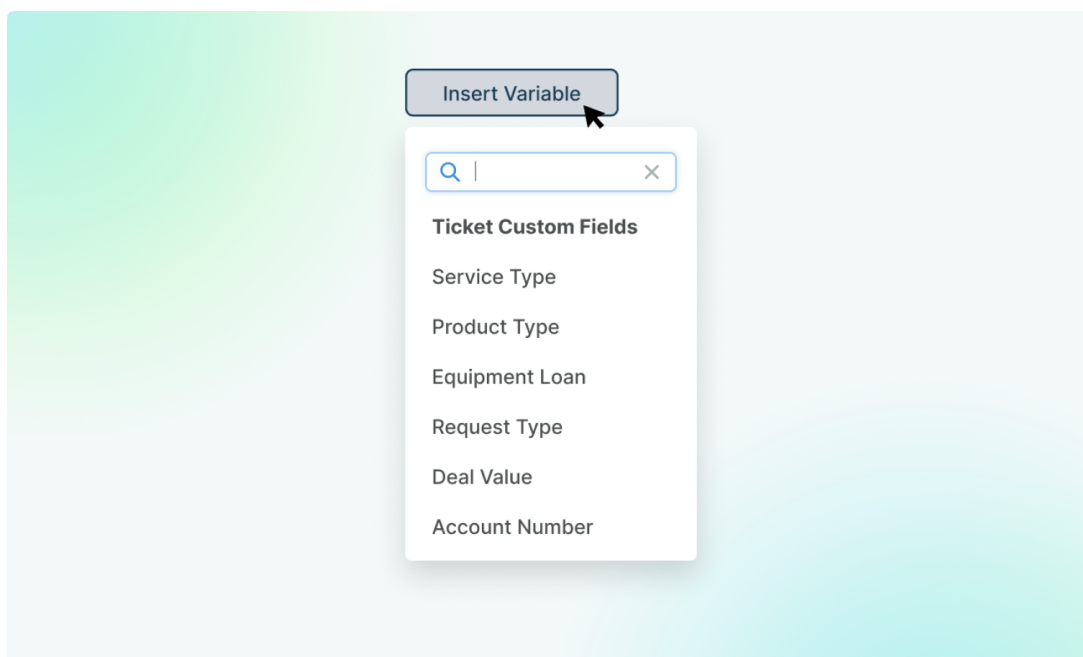 Insert Variable
Ticket Custom Fields
Service Type
Product Type
Equipment Loan
Request Type
Deal Value
Account Number